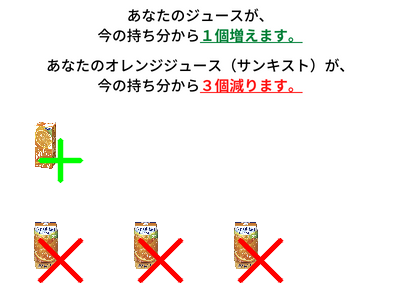 あなたのジュースが、
今の持ち分から１個増えます。
あなたのオレンジジュース（サンキスト）が、
今の持ち分から３個減ります。